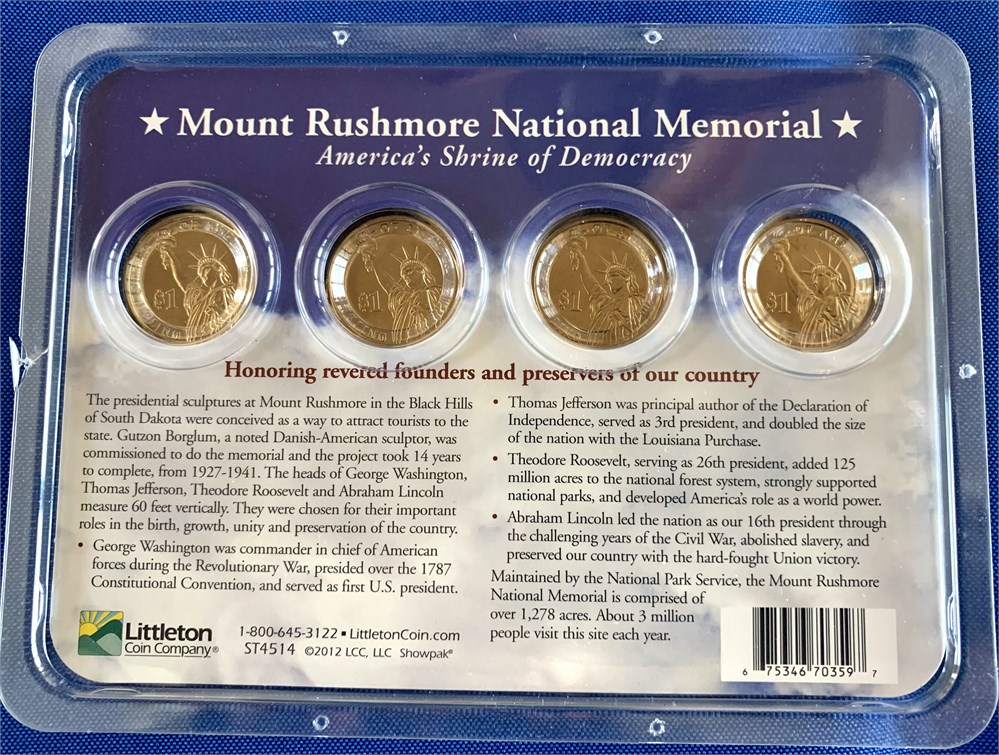 ★ Mount Rushmore National Memorial ★
America's Shrine of Democracy
$1
$1
$1
$1
Honoring revered founders and preservers of our country
The presidential sculptures at Mount Rushmore in the Black Hills
of South Dakota were conceived as a way to attract tourists to the
state. Gutzon Borglum, a noted Danish-American sculptor, was
commissioned to do the memorial and the project took 14 years
to complete, from 1927-1941. The heads of George Washington,
Thomas Jefferson, Theodore Roosevelt and Abraham Lincoln
measure 60 feet vertically. They were chosen for their important
roles in the birth, growth, unity and preservation of the country.
• George Washington was commander in chief of American
forces during the Revolutionary War, presided over the 1787
Constitutional Convention, and served as first U.S. president.
• Thomas Jefferson was principal author of the Declaration of
Independence, served as 3rd president, and doubled the size
of the nation with the Louisiana Purchase.
• Theodore Roosevelt, serving as 26th president, added 125
million acres to the national forest system, strongly supported
national parks, and developed America's role as a world power.
• Abraham Lincoln led the nation as our 16th president through
the challenging years of the Civil War, abolished slavery, and
preserved our country with the hard-fought Union victory.
Maintained by the National Park Service, the Mount Rushmore
National Memorial is comprised of
over 1,278 acres. About 3 million
people visit this site each year.
Littleton
Coin Company®
1-800-645-3122 ▪ LittletonCoin.com
ST4514 ©2012 LCC, LLC Showpak®
6 75346 70359 7